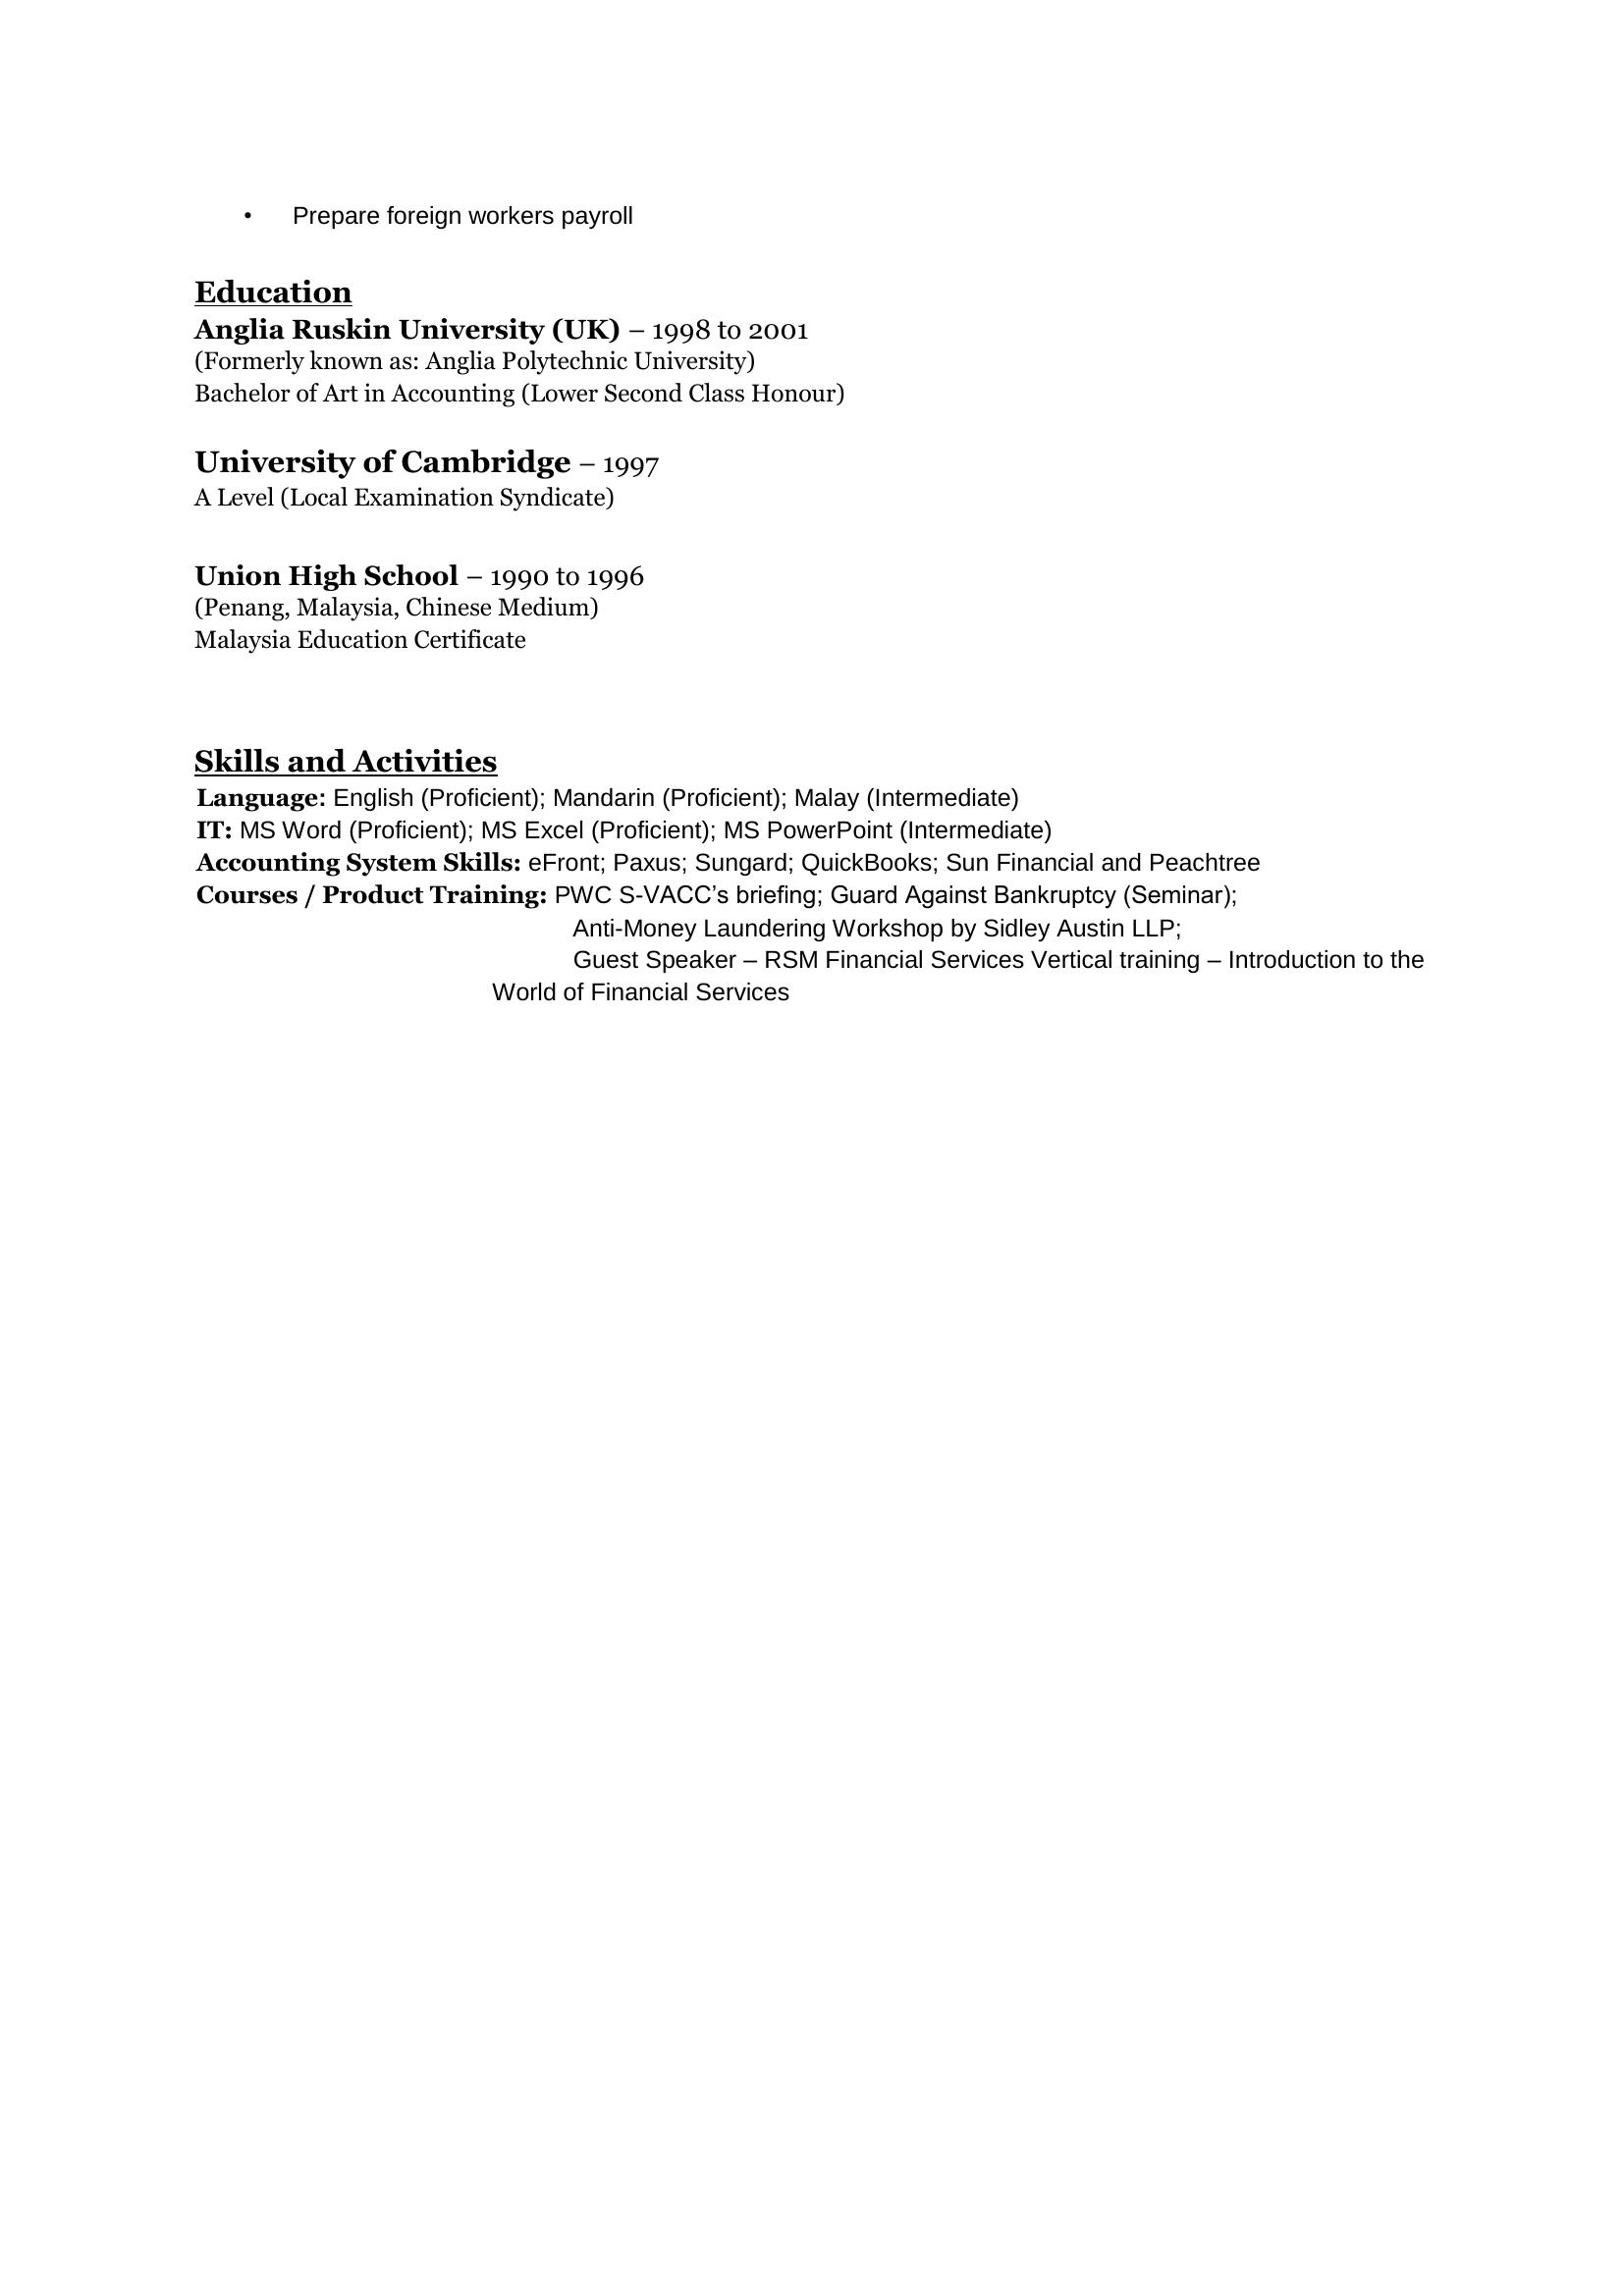 • Prepare foreign workers payroll
Education
Anglia Ruskin University (UK) – 1998 to 2001
(Formerly known as: Anglia Polytechnic University)
Bachelor of Art in Accounting (Lower Second Class Honour)
University of Cambridge – 1997
A Level (Local Examination Syndicate)
Union High School – 1990 to 1996
(Penang, Malaysia, Chinese Medium)
Malaysia Education Certificate
Skills and Activities
Language: English (Proficient); Mandarin (Proficient); Malay (Intermediate)
IT: MS Word (Proficient); MS Excel (Proficient); MS PowerPoint (Intermediate)
Accounting System Skills: eFront; Paxus; Sungard; QuickBooks; Sun Financial and Peachtree
Courses / Product Training: PWC S-VACC’s briefing; Guard Against Bankruptcy (Seminar);
Anti-Money Laundering Workshop by Sidley Austin LLP;
Guest Speaker – RSM Financial Services Vertical training – Introduction to the
World of Financial Services